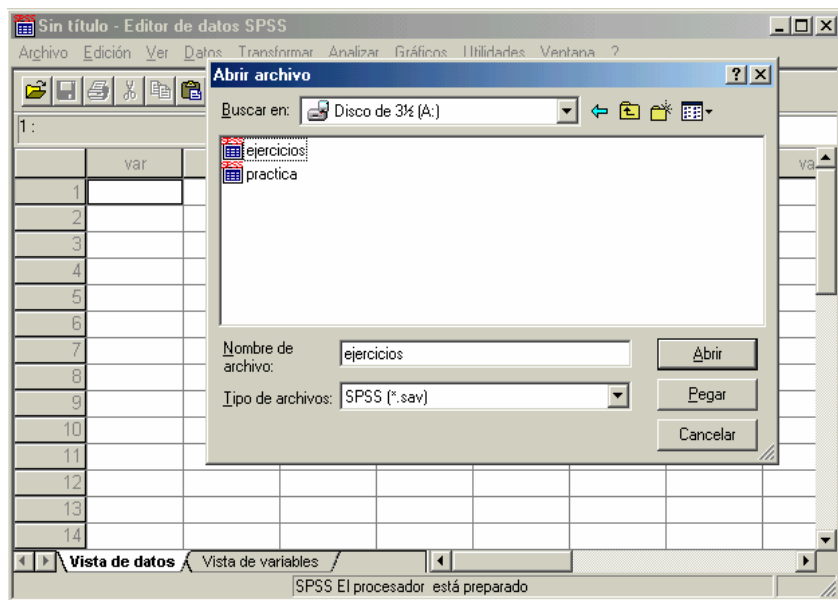 Sin título - Editor de datos SPSS
Archivo Edición Ver Datos Transformar Analizar Gráficos Utilidades Ventana ?
Abrir archivo
Buscar en: Disco de 3½ (A:)
1 :
ejercicios
practica
var
va
1
2
3
4
5
6
7
8
9
10
11
12
13
14
Nombre de archivo: ejercicios
Abrir
Tipo de archivos: SPSS (*.sav)
Pegar
Cancelar
Vista de datos Vista de variables
SPSS El procesador está preparado